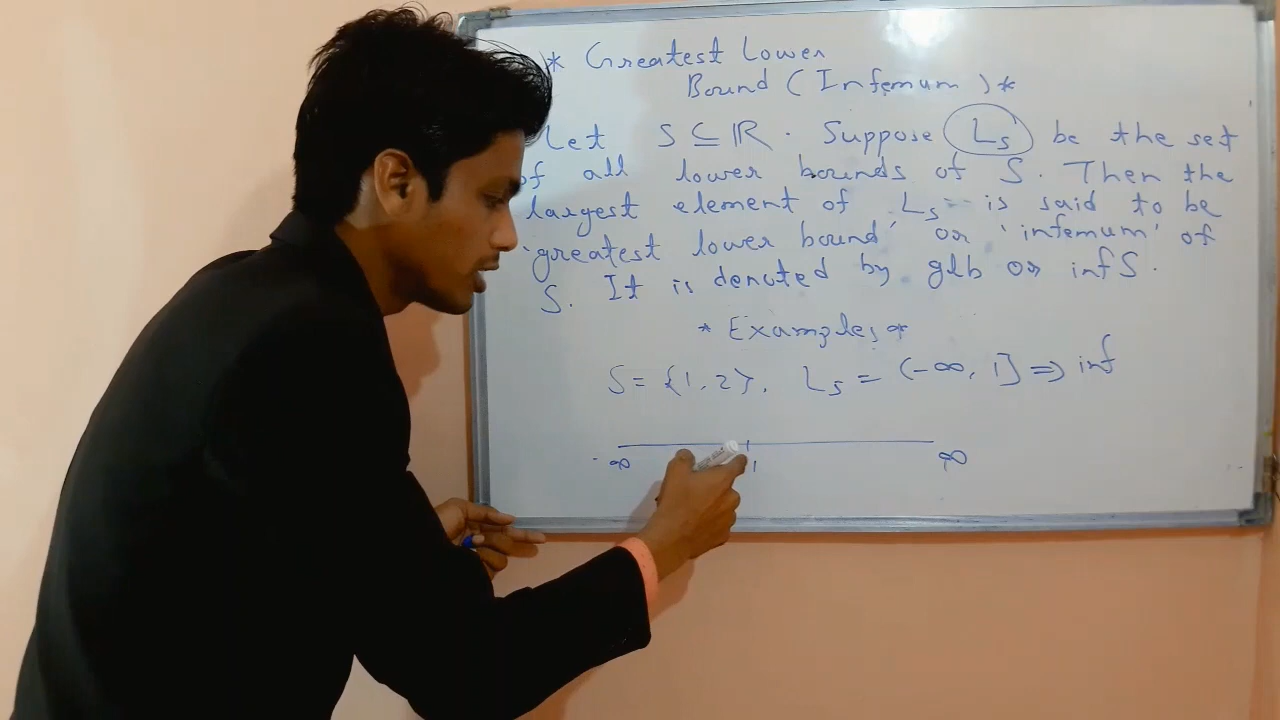 * Greatest Lower
Bound (Infemum) *
Let S ⊆ ℝ. Suppose Ls be the set
of all lower bounds of S. Then the
largest element of Ls is said to be
'greatest lower bound' or 'infemum' of
S. It is denoted by glb or inf S.
* Examples *
S = {1, 2}. Ls = (-∞, 1] ⇒ inf
-∞ 1 ∞